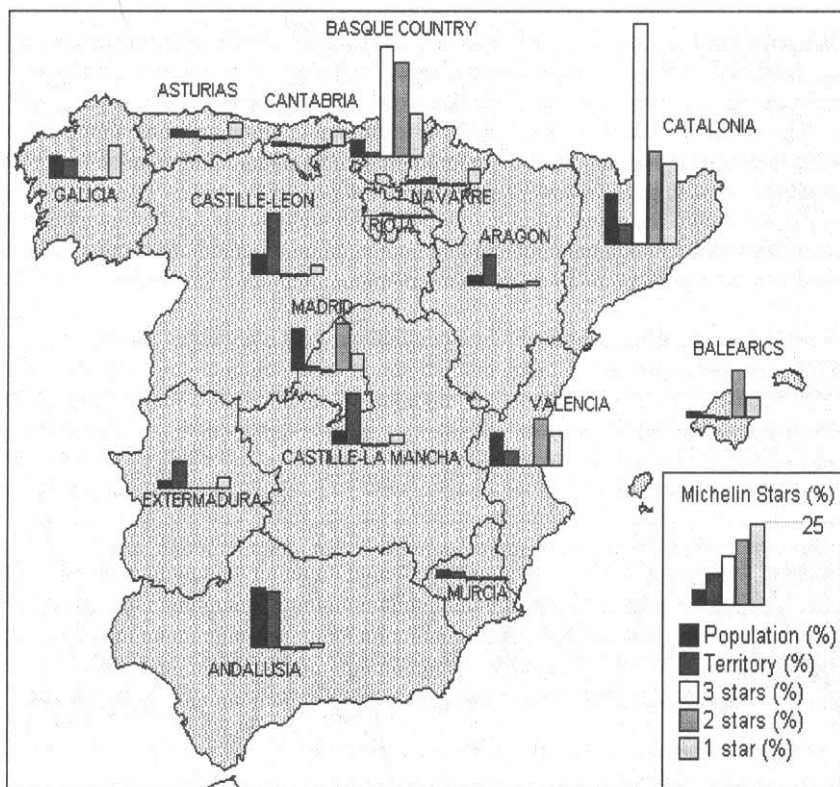 BASQUE COUNTRY
ASTURIAS
CANTABRIA
CATALONIA
GALICIA
CASTILLE-LEON
NAVARRE
RIOJA
ARAGON
MADRID
BALEARICS
VALENCIA
CASTILLE-LA MANCHA
EXTERMADURA
MURCIA
ANDALUSIA
Michelin Stars (%)
25
Population (%)
Territory (%)
3 stars (%)
2 stars (%)
1 star (%)